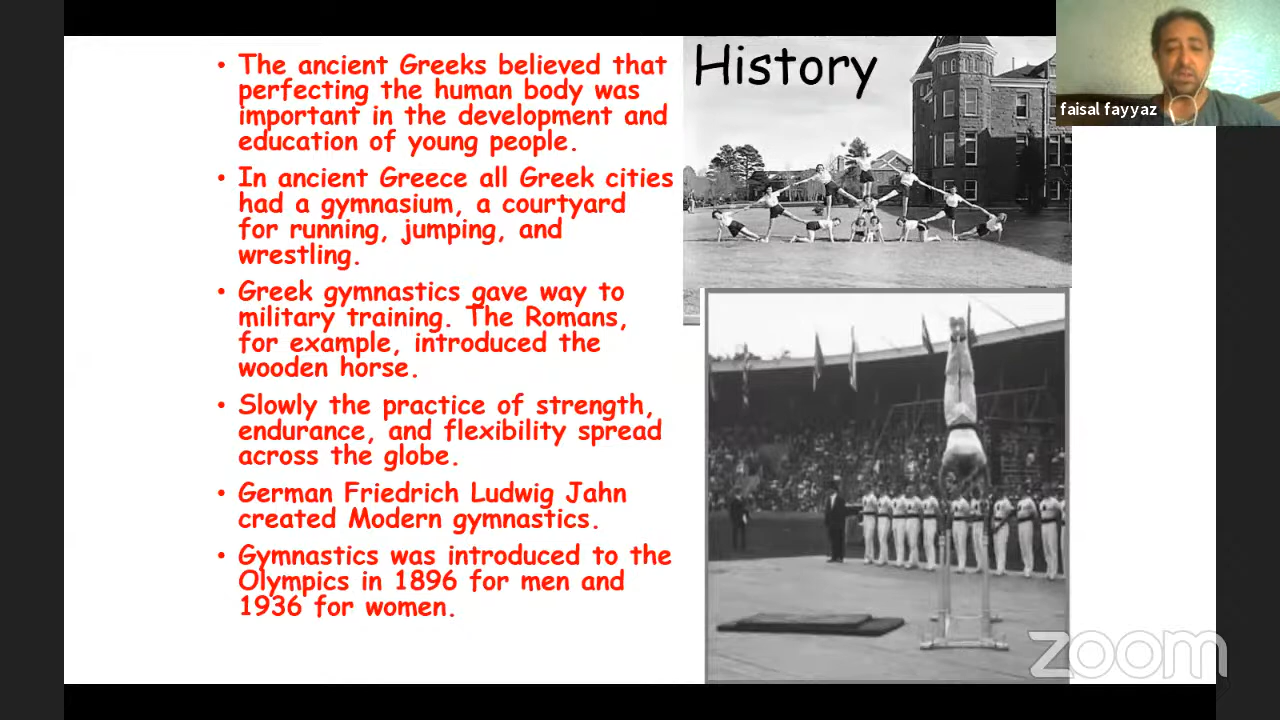 History
• The ancient Greeks believed that
perfecting the human body was
important in the development and
education of young people.
• In ancient Greece all Greek cities
had a gymnasium, a courtyard
for running, jumping, and
wrestling.
• Greek gymnastics gave way to
military training. The Romans,
for example, introduced the
wooden horse.
• Slowly the practice of strength,
endurance, and flexibility spread
across the globe.
• German Friedrich Ludwig Jahn
created Modern gymnastics.
• Gymnastics was introduced to the
Olympics in 1896 for men and
1936 for women.
faisal fayyaz
zoom